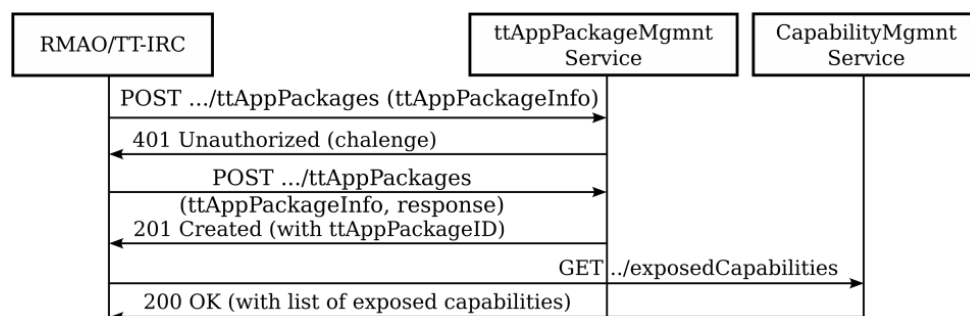 RMAO/TT-IRC
ttAppPackageMgmnt
Service
CapabilityMgmnt
Service
POST .../ttAppPackages (ttAppPackageInfo)
401 Unauthorized (chalenge)
POST .../ttAppPackages
(ttAppPackageInfo, response)
201 Created (with ttAppPackageID)
GET ../exposedCapabilities
200 OK (with list of exposed capabilities)